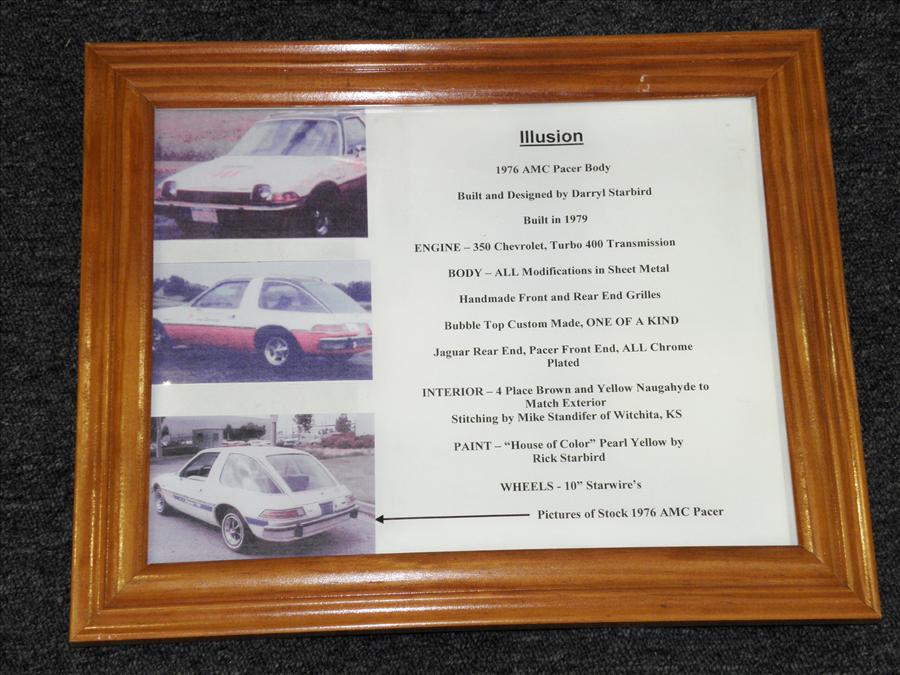 Illusion
1976 AMC Pacer Body
Built and Designed by Darryl Starbird
Built in 1979
ENGINE – 350 Chevrolet, Turbo 400 Transmission
BODY – ALL Modifications in Sheet Metal
Handmade Front and Rear End Grilles
Bubble Top Custom Made, ONE OF A KIND
Jaguar Rear End, Pacer Front End, ALL Chrome
Plated
INTERIOR – 4 Place Brown and Yellow Naugahyde to
Match Exterior
Stitching by Mike Standifer of Witchita, KS
PAINT – “House of Color” Pearl Yellow by
Rick Starbird
WHEELS - 10” Starwire’s
Pictures of Stock 1976 AMC Pacer